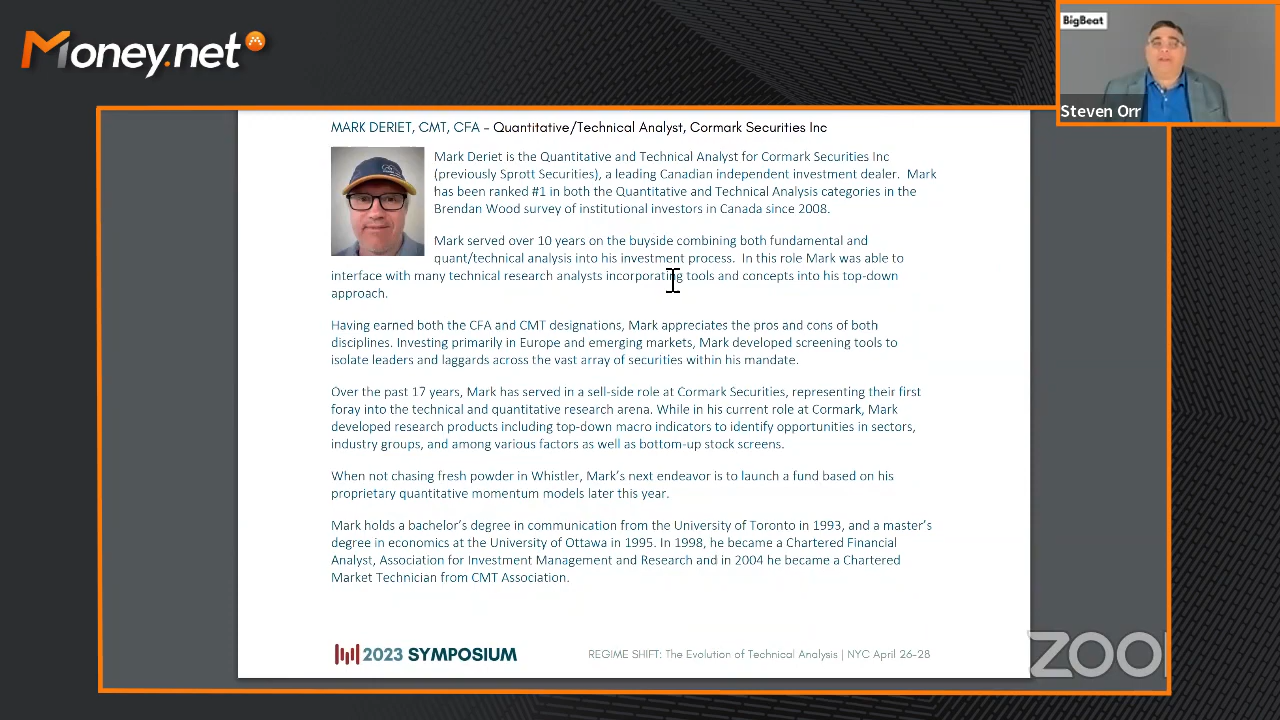 Money.net
BigBeat
Steven Orr
MARK DERIET, CMT, CFA – Quantitative/Technical Analyst, Cormark Securities Inc
Mark Deriet is the Quantitative and Technical Analyst for Cormark Securities Inc
(previously Sprott Securities), a leading Canadian independent investment dealer. Mark
has been ranked #1 in both the Quantitative and Technical Analysis categories in the
Brendan Wood survey of institutional investors in Canada since 2008.
Mark served over 10 years on the buyside combining both fundamental and
quant/technical analysis into his investment process. In this role Mark was able to
interface with many technical research analysts incorporating tools and concepts into his top-down
approach.
Having earned both the CFA and CMT designations, Mark appreciates the pros and cons of both
disciplines. Investing primarily in Europe and emerging markets, Mark developed screening tools to
isolate leaders and laggards across the vast array of securities within his mandate.
Over the past 17 years, Mark has served in a sell-side role at Cormark Securities, representing their first
foray into the technical and quantitative research arena. While in his current role at Cormark, Mark
developed research products including top-down macro indicators to identify opportunities in sectors,
industry groups, and among various factors as well as bottom-up stock screens.
When not chasing fresh powder in Whistler, Mark's next endeavor is to launch a fund based on his
proprietary quantitative momentum models later this year.
Mark holds a bachelor's degree in communication from the University of Toronto in 1993, and a master's
degree in economics at the University of Ottawa in 1995. In 1998, he became a Chartered Financial
Analyst, Association for Investment Management and Research and in 2004 he became a Chartered
Market Technician from CMT Association.
2023 SYMPOSIUM
REGIME SHIFT: The Evolution of Technical Analysis | NYC April 26-28
ZOO